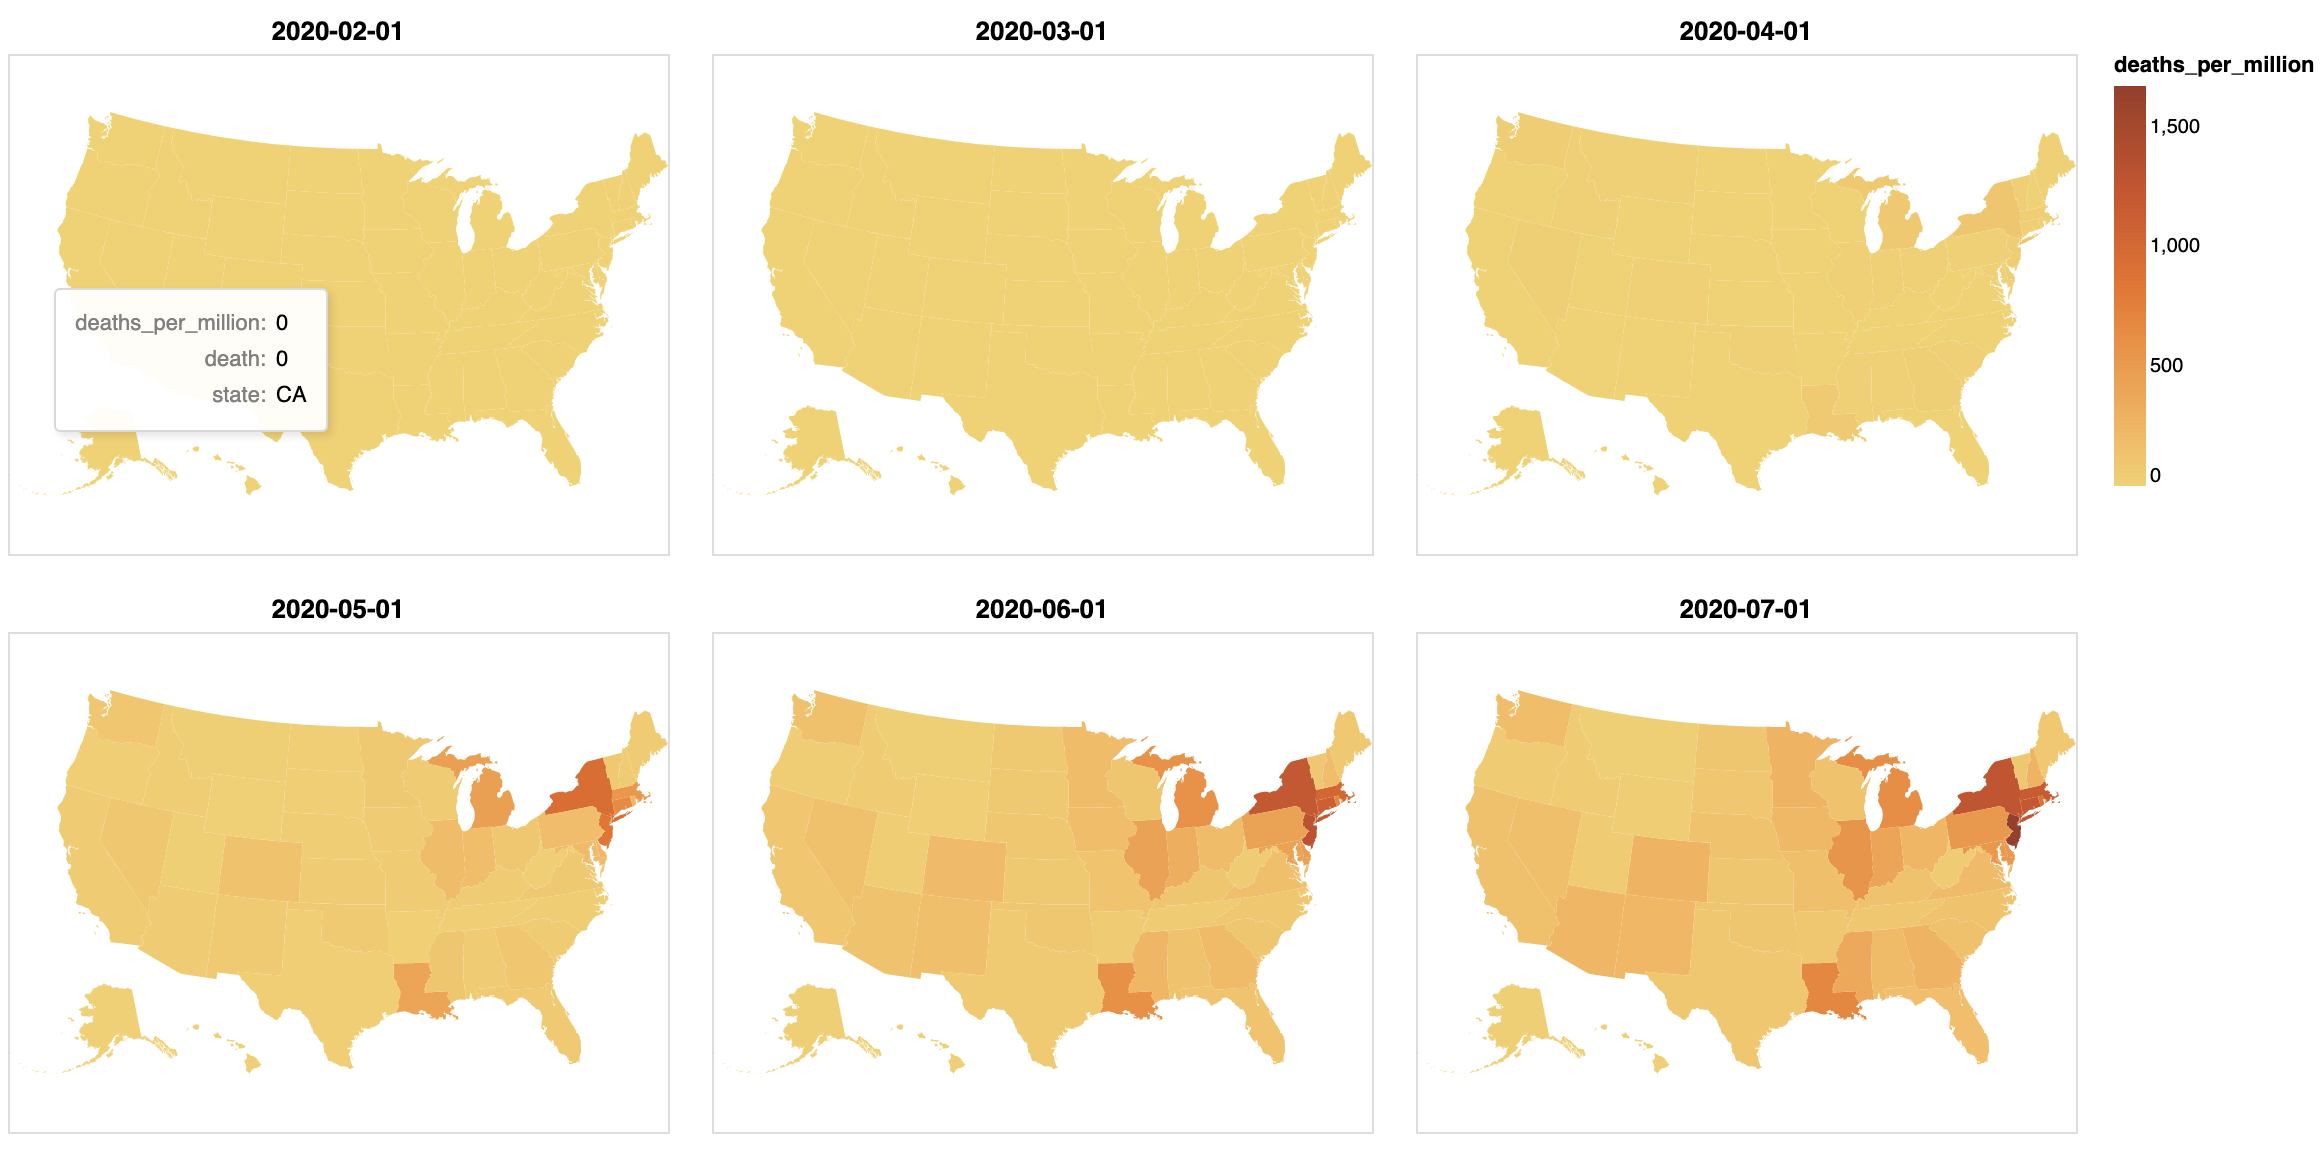 2020-02-01
2020-03-01
2020-04-01
deaths_per_million
1,500
1,000
500
0
deaths_per_million: 0
death: 0
state: CA
2020-05-01
2020-06-01
2020-07-01